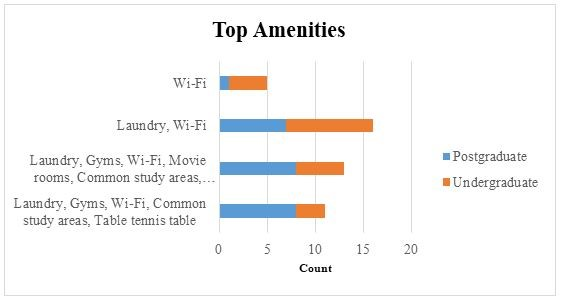 Top Amenities
Wi-Fi
Laundry, Wi-Fi
Laundry, Gyms, Wi-Fi, Movie
rooms, Common study areas,…
Laundry, Gyms, Wi-Fi, Common
study areas, Table tennis table
Postgraduate
Undergraduate
0 5 10 15 20
Count